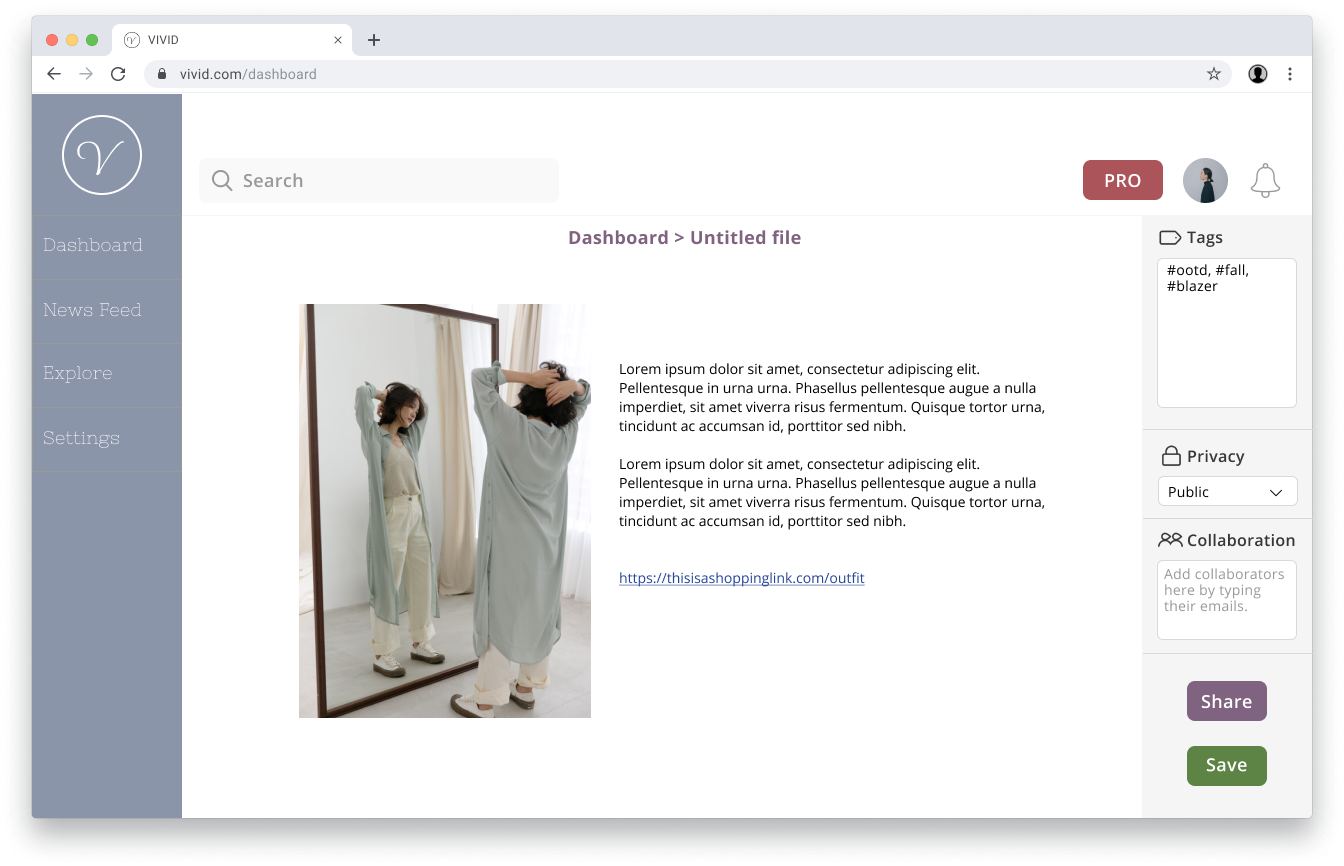 VIVID
vivid.com/dashboard
V
Search
PRO
Dashboard
News Feed
Explore
Settings
Dashboard > Untitled file
Lorem ipsum dolor sit amet, consectetur adipiscing elit.
Pellentesque in urna urna. Phasellus pellentesque augue a nulla
imperdiet, sit amet viverra risus fermentum. Quisque tortor urna,
tincidunt ac accumsan id, porttitor sed nibh.
Lorem ipsum dolor sit amet, consectetur adipiscing elit.
Pellentesque in urna urna. Phasellus pellentesque augue a nulla
imperdiet, sit amet viverra risus fermentum. Quisque tortor urna,
tincidunt ac accumsan id, porttitor sed nibh.
https://thisisashoppinglink.com/outfit
Tags
#ootd, #fall,
#blazer
Privacy
Public
Collaboration
Add collaborators
here by typing
their emails.
Share
Save